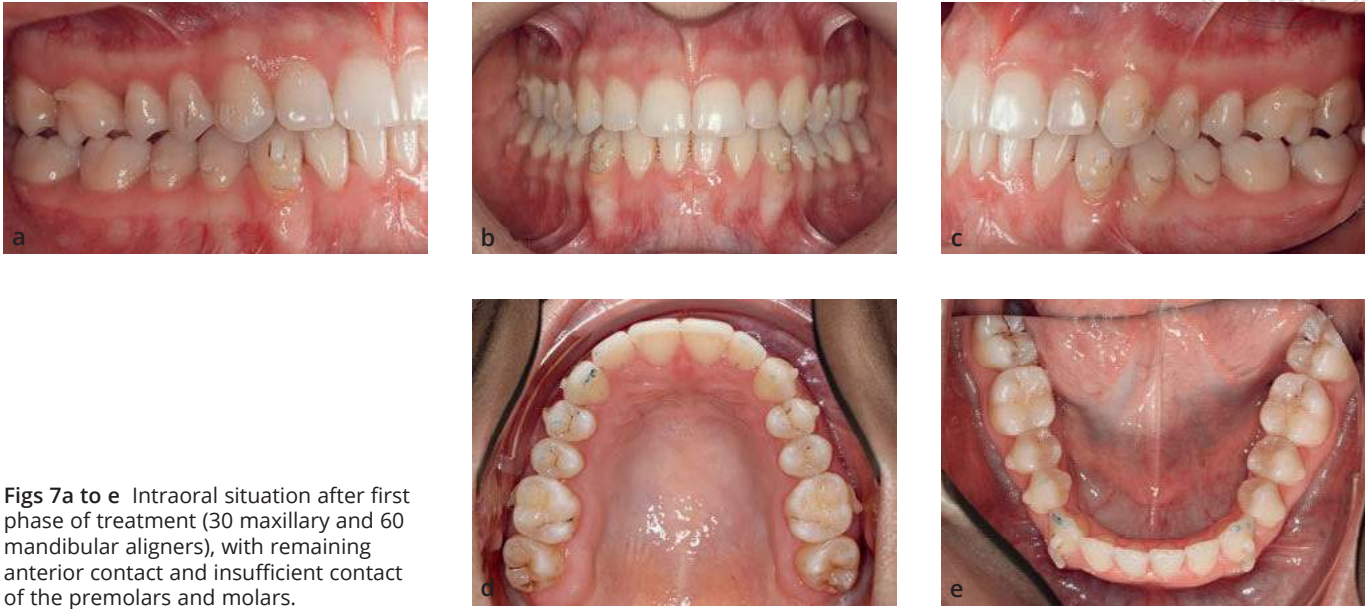 a
b
c
d
e
Figs 7a to e Intraoral situation after first
phase of treatment (30 maxillary and 60
mandibular aligners), with remaining
anterior contact and insufficient contact
of the premolars and molars.